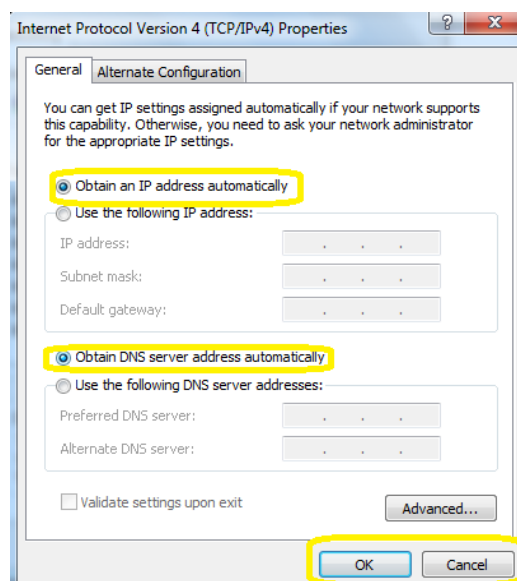 Internet Protocol Version 4 (TCP/IPv4) Properties
? X
General Alternate Configuration
You can get IP settings assigned automatically if your network supports
this capability. Otherwise, you need to ask your network administrator
for the appropriate IP settings.
Obtain an IP address automatically
Use the following IP address:
IP address: . . .
Subnet mask: . . .
Default gateway: . . .
Obtain DNS server address automatically
Use the following DNS server addresses:
Preferred DNS server: . . .
Alternate DNS server: . . .
Validate settings upon exit
Advanced...
OK Cancel